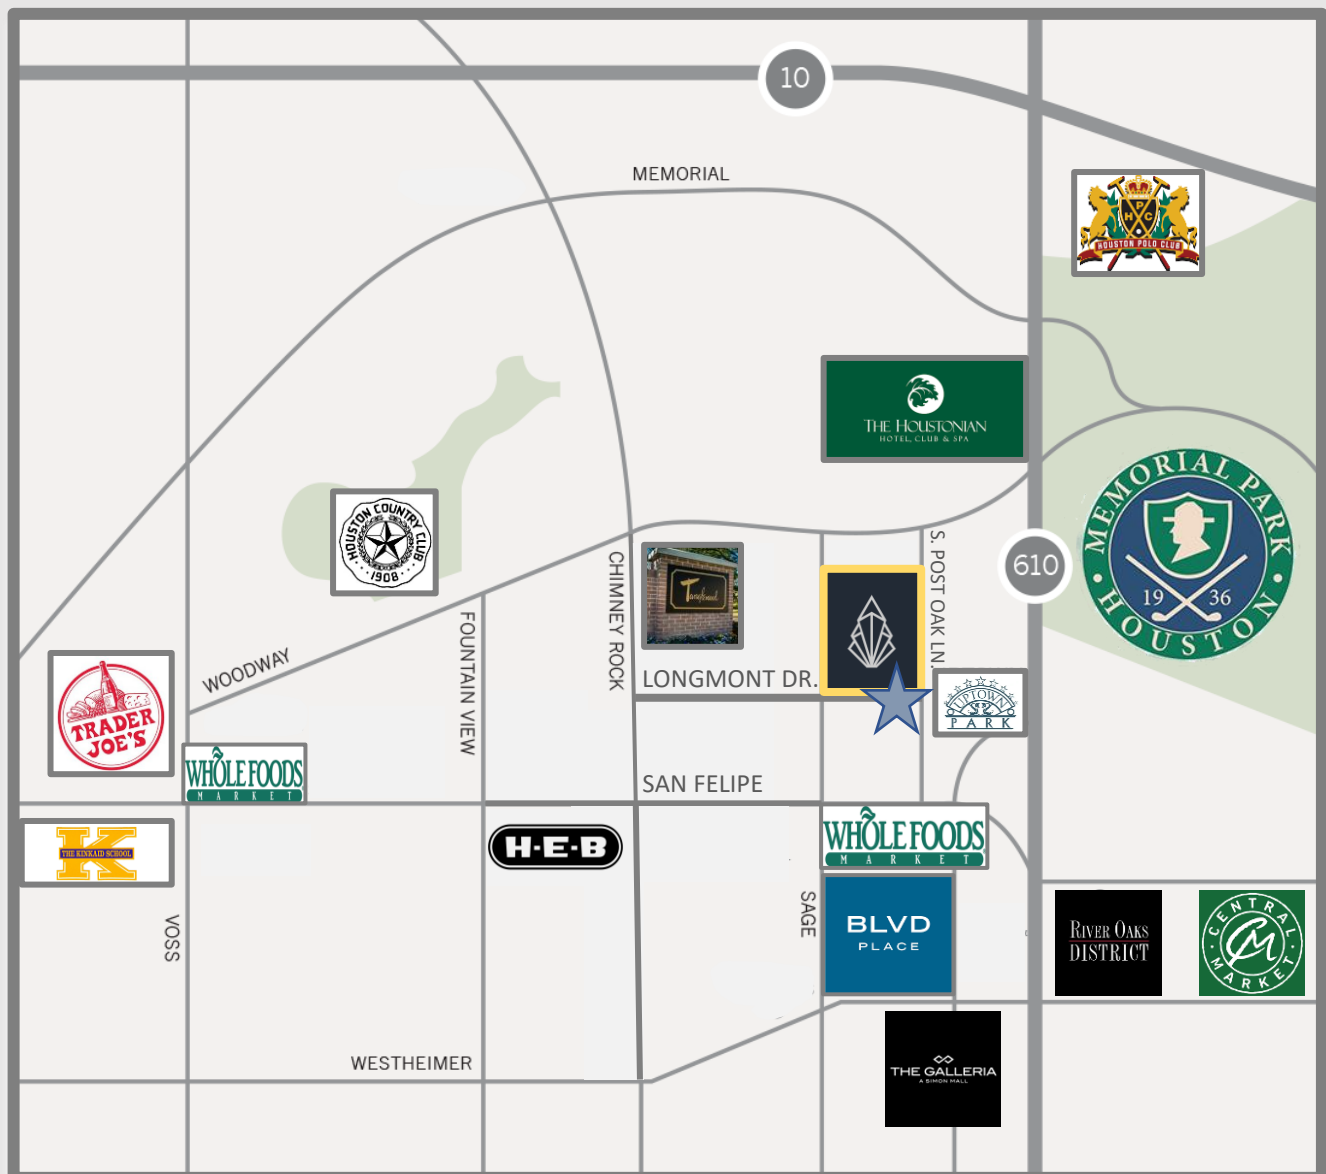 10
MEMORIAL
HPC
HOUSTON POLO CLUB
THE HOUSTONIAN
HOTEL, CLUB & SPA
MEMORIAL PARK
19 36
HOUSTON
HOUSTON COUNTRY CLUB
1908
CHIMNEY ROCK
Tanglewood
S. POST OAK LN.
610
FOUNTAIN VIEW
WOODWAY
LONGMONT DR.
UPTOWN
PARK
TRADER
JOE'S
WHOLE FOODS
MARKET
SAN FELIPE
THE KINKAID SCHOOL
H-E-B
WHOLE FOODS
MARKET
VOSS
SAGE
BLVD
PLACE
RIVER OAKS
DISTRICT
CENTRAL
CM
MARKET
WESTHEIMER
THE GALLERIA
A SIMON MALL